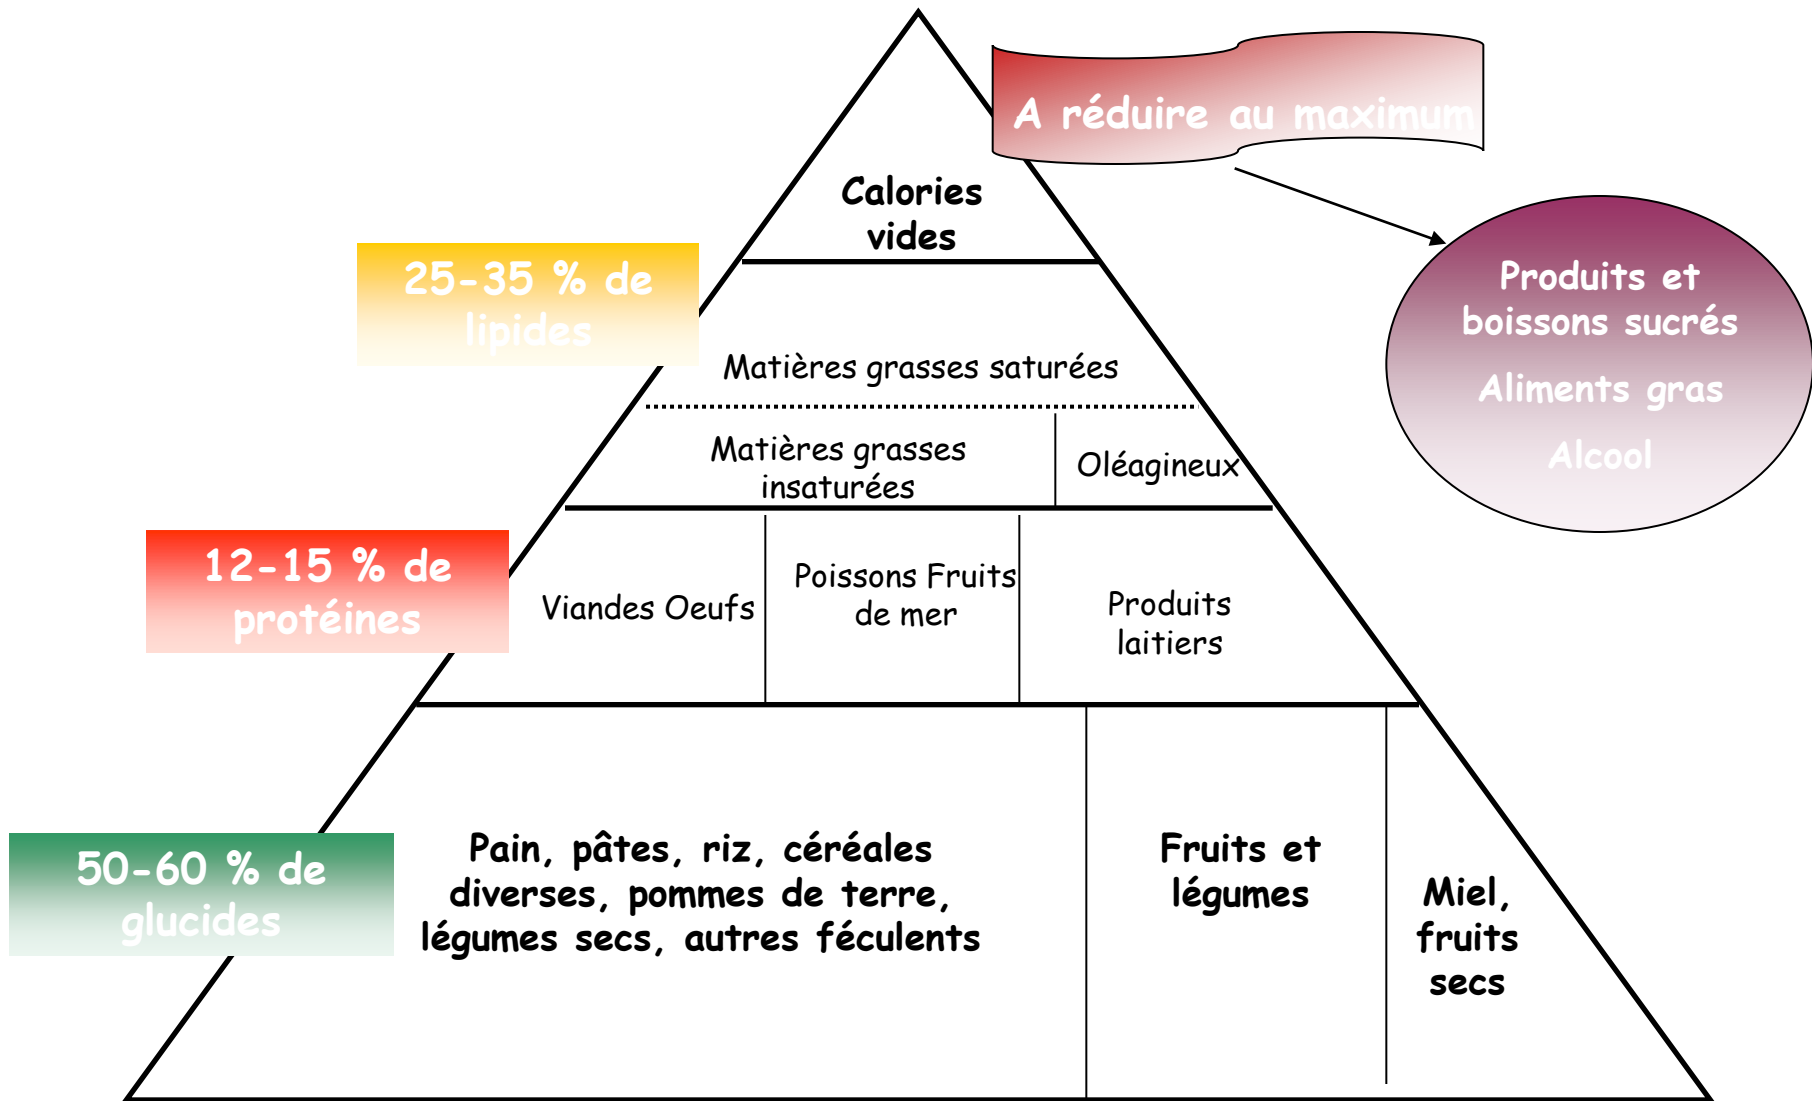 A réduire au maximum
Calories
vides
25-35 % de
lipides
Produits et
boissons sucrés
Aliments gras
Alcool
Matières grasses saturées
Matières grasses
insaturées
Oléagineux
12-15 % de
protéines
Viandes Oeufs
Poissons Fruits
de mer
Produits
laitiers
50-60 % de
glucides
Pain, pâtes, riz, céréales
diverses, pommes de terre,
légumes secs, autres féculents
Fruits et
légumes
Miel,
fruits
secs